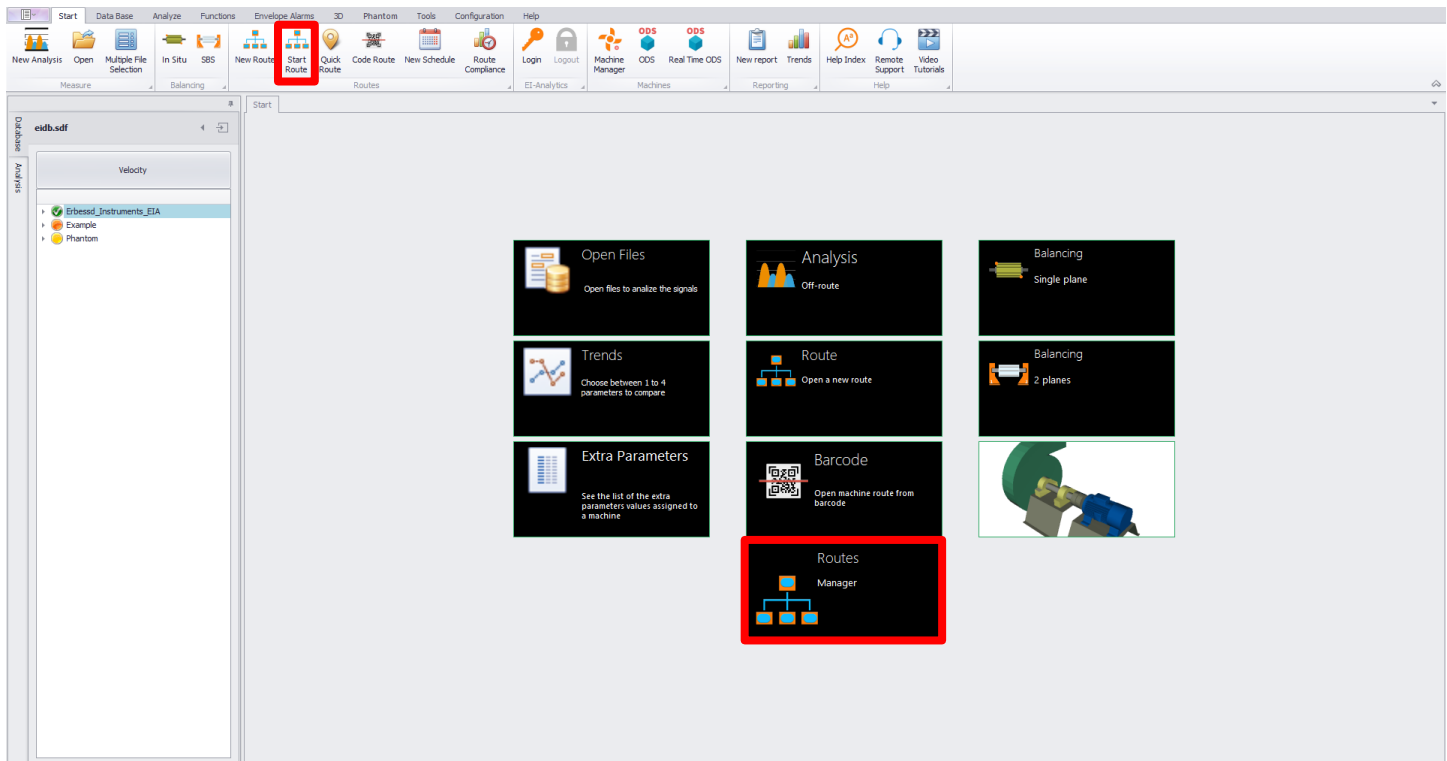 Start Data Base Analyze Functions Envelope Alarms 3D Phantom Tools Configuration Help
New Analysis Open Multiple File Selection In Situ SBS New Route Start Route Quick Route Code Route New Schedule Route Compliance Login Logout Machine Manager ODS ODS ODS Real Time ODS New report Trends Help Index Remote Support Video Tutorials
Measure Balancing Routes EI-Analytics Machines Reporting Help
Start
Database
Analysis
eidb.sdf
Velocity
Erbessd_Instruments_EIA
Example
Phantom
Open Files
Open files to analize the signals
Analysis
Off-route
Balancing
Single plane
Trends
Choose between 1 to 4
parameters to compare
Route
Open a new route
Balancing
2 planes
Extra Parameters
See the list of the extra
parameters values assigned to
a machine
Barcode
Open machine route from
barcode
Routes
Manager